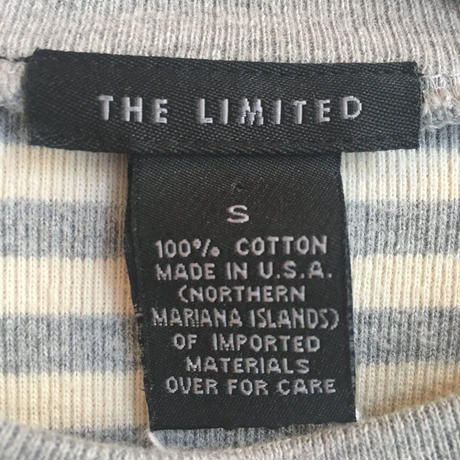 THE LIMITED
S
100% COTTON
MADE IN U.S.A.
(NORTHERN
MARIANA ISLANDS)
OF IMPORTED
MATERIALS
OVER FOR CARE